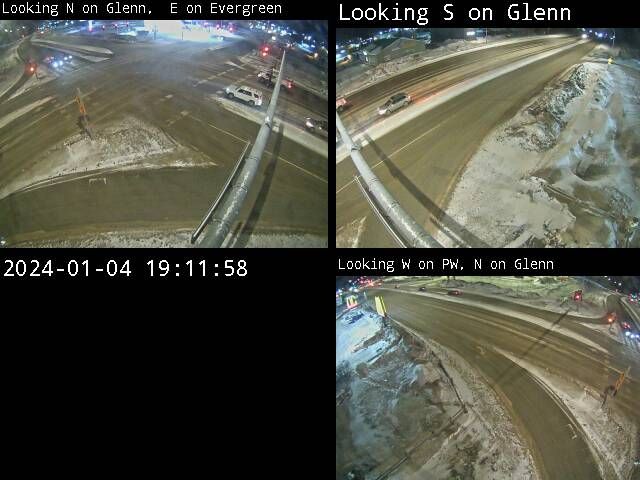 Looking N on Glenn,  E on Evergreen
Looking S on Glenn
2024-01-04 19:11:58
Looking W on PW, N on Glenn